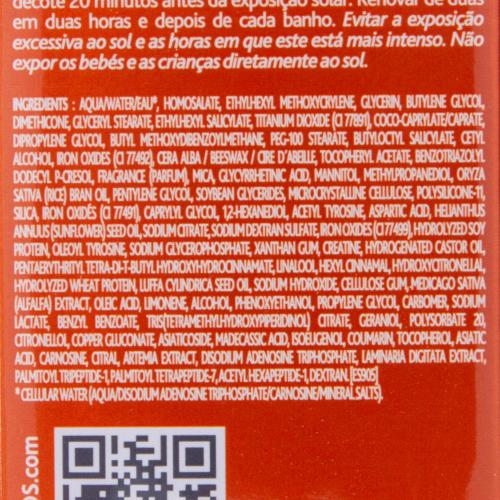 decote 20 minutos antes da exposição solar. Renovar de duas
em duas horas e depois de cada banho. Evitar a exposição
excessiva ao sol e as horas em que este está mais intenso. Não
expor os bebés e as crianças diretamente ao sol.
INGREDIENTS : AQUA/WATER/EAU*, HOMOSALATE, ETHYLHEXYL METHOXYCRYLENE, GLYCERIN, BUTYLENE GLYCOL,
DIMETHICONE, GLYCERYL STEARATE, ETHYLHEXYL SALICYLATE, TITANIUM DIOXIDE (CI 77891), COCO-CAPRYLATE/CAPRATE,
DIPROPYLENE GLYCOL, BUTYL METHOXYDIBENZOYLMETHANE, PEG-100 STEARATE, BUTYLOCTYL SALICYLATE, CETYL
ALCOHOL, IRON OXIDES (CI 77492), CERA ALBA / BEESWAX / CIRE D'ABEILLE, TOCOPHERYL ACETATE, BENZOTRIAZOLYL
DODECYL P-CRESOL, FRAGRANCE (PARFUM), MICA, GLYCYRRHETINIC ACID, MANNITOL, METHYLPROPANEDIOL, ORYZA
SATIVA (RICE) BRAN OIL, PENTYLENE GLYCOL, SOYBEAN GLYCERIDES, MICROCRYSTALLINE CELLULOSE, POLYSILICONE-11,
SILICA, IRON OXIDES (CI 77491), CAPRYLYL GLYCOL, 1,2-HEXANEDIOL, ACETYL TYROSINE, ASPARTIC ACID, HELIANTHUS
ANNUUS (SUNFLOWER) SEED OIL, SODIUM CITRATE, SODIUM DEXTRAN SULFATE, IRON OXIDES (CI 77499), HYDROLYZED SOY
PROTEIN, OLEOYL TYROSINE, SODIUM GLYCEROPHOSPHATE, XANTHAN GUM, CREATINE, HYDROGENATED CASTOR OIL,
PENTAERYTHRITYL TETRA-DI-T-BUTYL HYDROXYHYDROCINNAMATE, LINALOOL, HEXYL CINNAMAL, HYDROXYCITRONELLAL,
HYDROLYZED WHEAT PROTEIN, LUFFA CYLINDRICA SEED OIL, SODIUM HYDROXIDE, CELLULOSE GUM, MEDICAGO SATIVA
(ALFALFA) EXTRACT, OLEIC ACID, LIMONENE, ALCOHOL, PHENOXYETHANOL, PROPYLENE GLYCOL, CARBOMER, SODIUM
LACTATE, BENZYL BENZOATE, TRIS(TETRAMETHYLHYDROXYPIPERIDINOL) CITRATE, GERANIOL, POLYSORBATE 20,
CITRONELLOL, COPPER GLUCONATE, ASIATICOSIDE, MADECASSIC ACID, ISOEUGENOL, COUMARIN, TOCOPHEROL, ASIATIC
ACID, CARNOSINE, CITRAL, ARTEMIA EXTRACT, DISODIUM ADENOSINE TRIPHOSPHATE, LAMINARIA DIGITATA EXTRACT,
PALMITOYL TRIPEPTIDE-1, PALMITOYL TETRAPEPTIDE-7, ACETYL HEXAPEPTIDE-1, DEXTRAN. [ES905]
* CELLULAR WATER (AQUA/DISODIUM ADENOSINE TRIPHOSPHATE/CARNOSINE/MINERAL SALTS).
OS.com